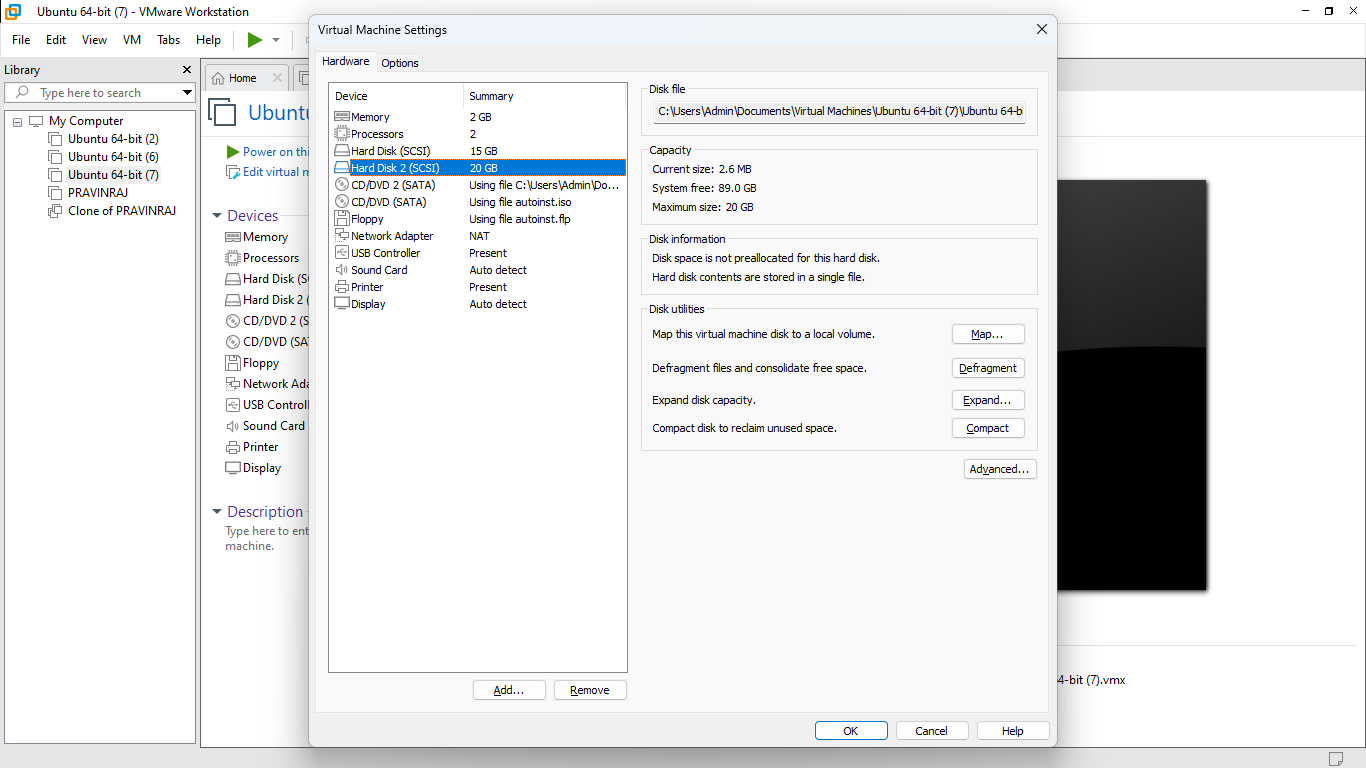 Ubuntu 64-bit (7) - VMware Workstation
File Edit View VM Tabs Help
Library
Type here to search
My Computer
Ubuntu 64-bit (2)
Ubuntu 64-bit (6)
Ubuntu 64-bit (7)
PRAVINRAJ
Clone of PRAVINRAJ
Home
Ubuntu
Power on this
Edit virtual m
Devices
Memory
Processors
Hard Disk (S
Hard Disk 2 (
CD/DVD 2 (S
CD/DVD (SA
Floppy
Network Ada
USB Control
Sound Card
Printer
Display
Description
Type here to ent
machine.
Virtual Machine Settings
Hardware Options
Device Summary
Memory 2 GB
Processors 2
Hard Disk (SCSI) 15 GB
Hard Disk 2 (SCSI) 20 GB
CD/DVD 2 (SATA) Using file C:\Users\Admin\Do...
CD/DVD (SATA) Using file autoinst.iso
Floppy Using file autoinst.flp
Network Adapter NAT
USB Controller Present
Sound Card Auto detect
Printer Present
Display Auto detect
Add... Remove
Disk file
C:\Users\Admin\Documents\Virtual Machines\Ubuntu 64-bit (7)\Ubuntu 64-b
Capacity
Current size: 2.6 MB
System free: 89.0 GB
Maximum size: 20 GB
Disk information
Disk space is not preallocated for this hard disk.
Hard disk contents are stored in a single file.
Disk utilities
Map this virtual machine disk to a local volume. Map...
Defragment files and consolidate free space. Defragment
Expand disk capacity. Expand...
Compact disk to reclaim unused space. Compact
Advanced...
OK Cancel Help
4-bit (7).vmx